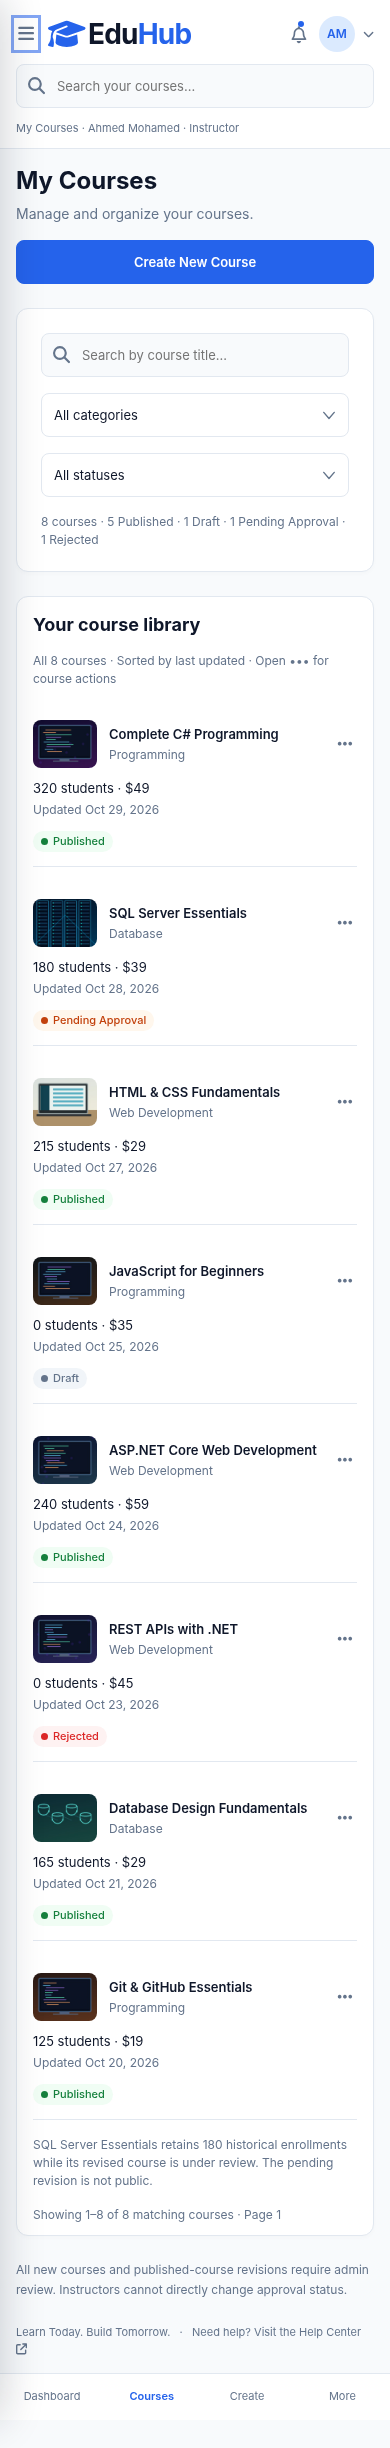 EduHub
AM
Search your courses...
My Courses · Ahmed Mohamed · Instructor
My Courses
Manage and organize your courses.
Create New Course
Search by course title...
All categories
All statuses
8 courses · 5 Published · 1 Draft · 1 Pending Approval ·
1 Rejected
Your course library
All 8 courses · Sorted by last updated · Open ••• for
course actions
Complete C# Programming
Programming
320 students · $49
Updated Oct 29, 2026
Published
SQL Server Essentials
Database
180 students · $39
Updated Oct 28, 2026
Pending Approval
HTML & CSS Fundamentals
Web Development
215 students · $29
Updated Oct 27, 2026
Published
JavaScript for Beginners
Programming
0 students · $35
Updated Oct 25, 2026
Draft
ASP.NET Core Web Development
Web Development
240 students · $59
Updated Oct 24, 2026
Published
REST APIs with .NET
Web Development
0 students · $45
Updated Oct 23, 2026
Rejected
Database Design Fundamentals
Database
165 students · $29
Updated Oct 21, 2026
Published
Git & GitHub Essentials
Programming
125 students · $19
Updated Oct 20, 2026
Published
SQL Server Essentials retains 180 historical enrollments
while its revised course is under review. The pending
revision is not public.
Showing 1–8 of 8 matching courses · Page 1
All new courses and published-course revisions require admin
review. Instructors cannot directly change approval status.
Learn Today. Build Tomorrow. · Need help? Visit the Help Center
Dashboard Courses Create More